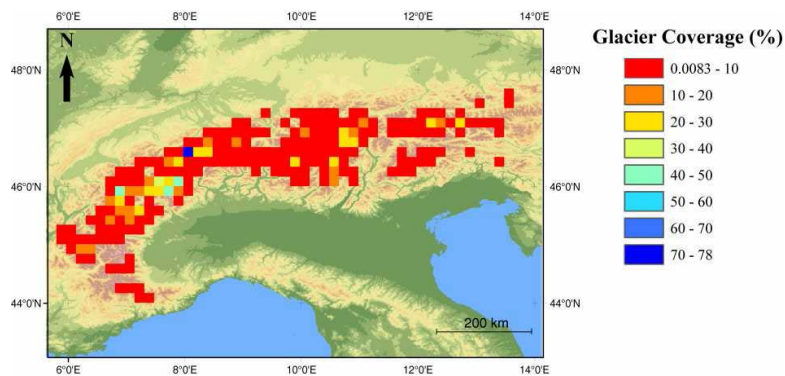 6°0'E 8°0'E 10°0'E 12°0'E 14°0'E
N
Glacier Coverage (%)
48°0'N 48°0'N
0.0083 - 10
10 - 20
20 - 30
30 - 40
46°0'N 46°0'N
40 - 50
50 - 60
60 - 70
70 - 78
44°0'N 44°0'N
200 km
6°0'E 8°0'E 10°0'E 12°0'E 14°0'E